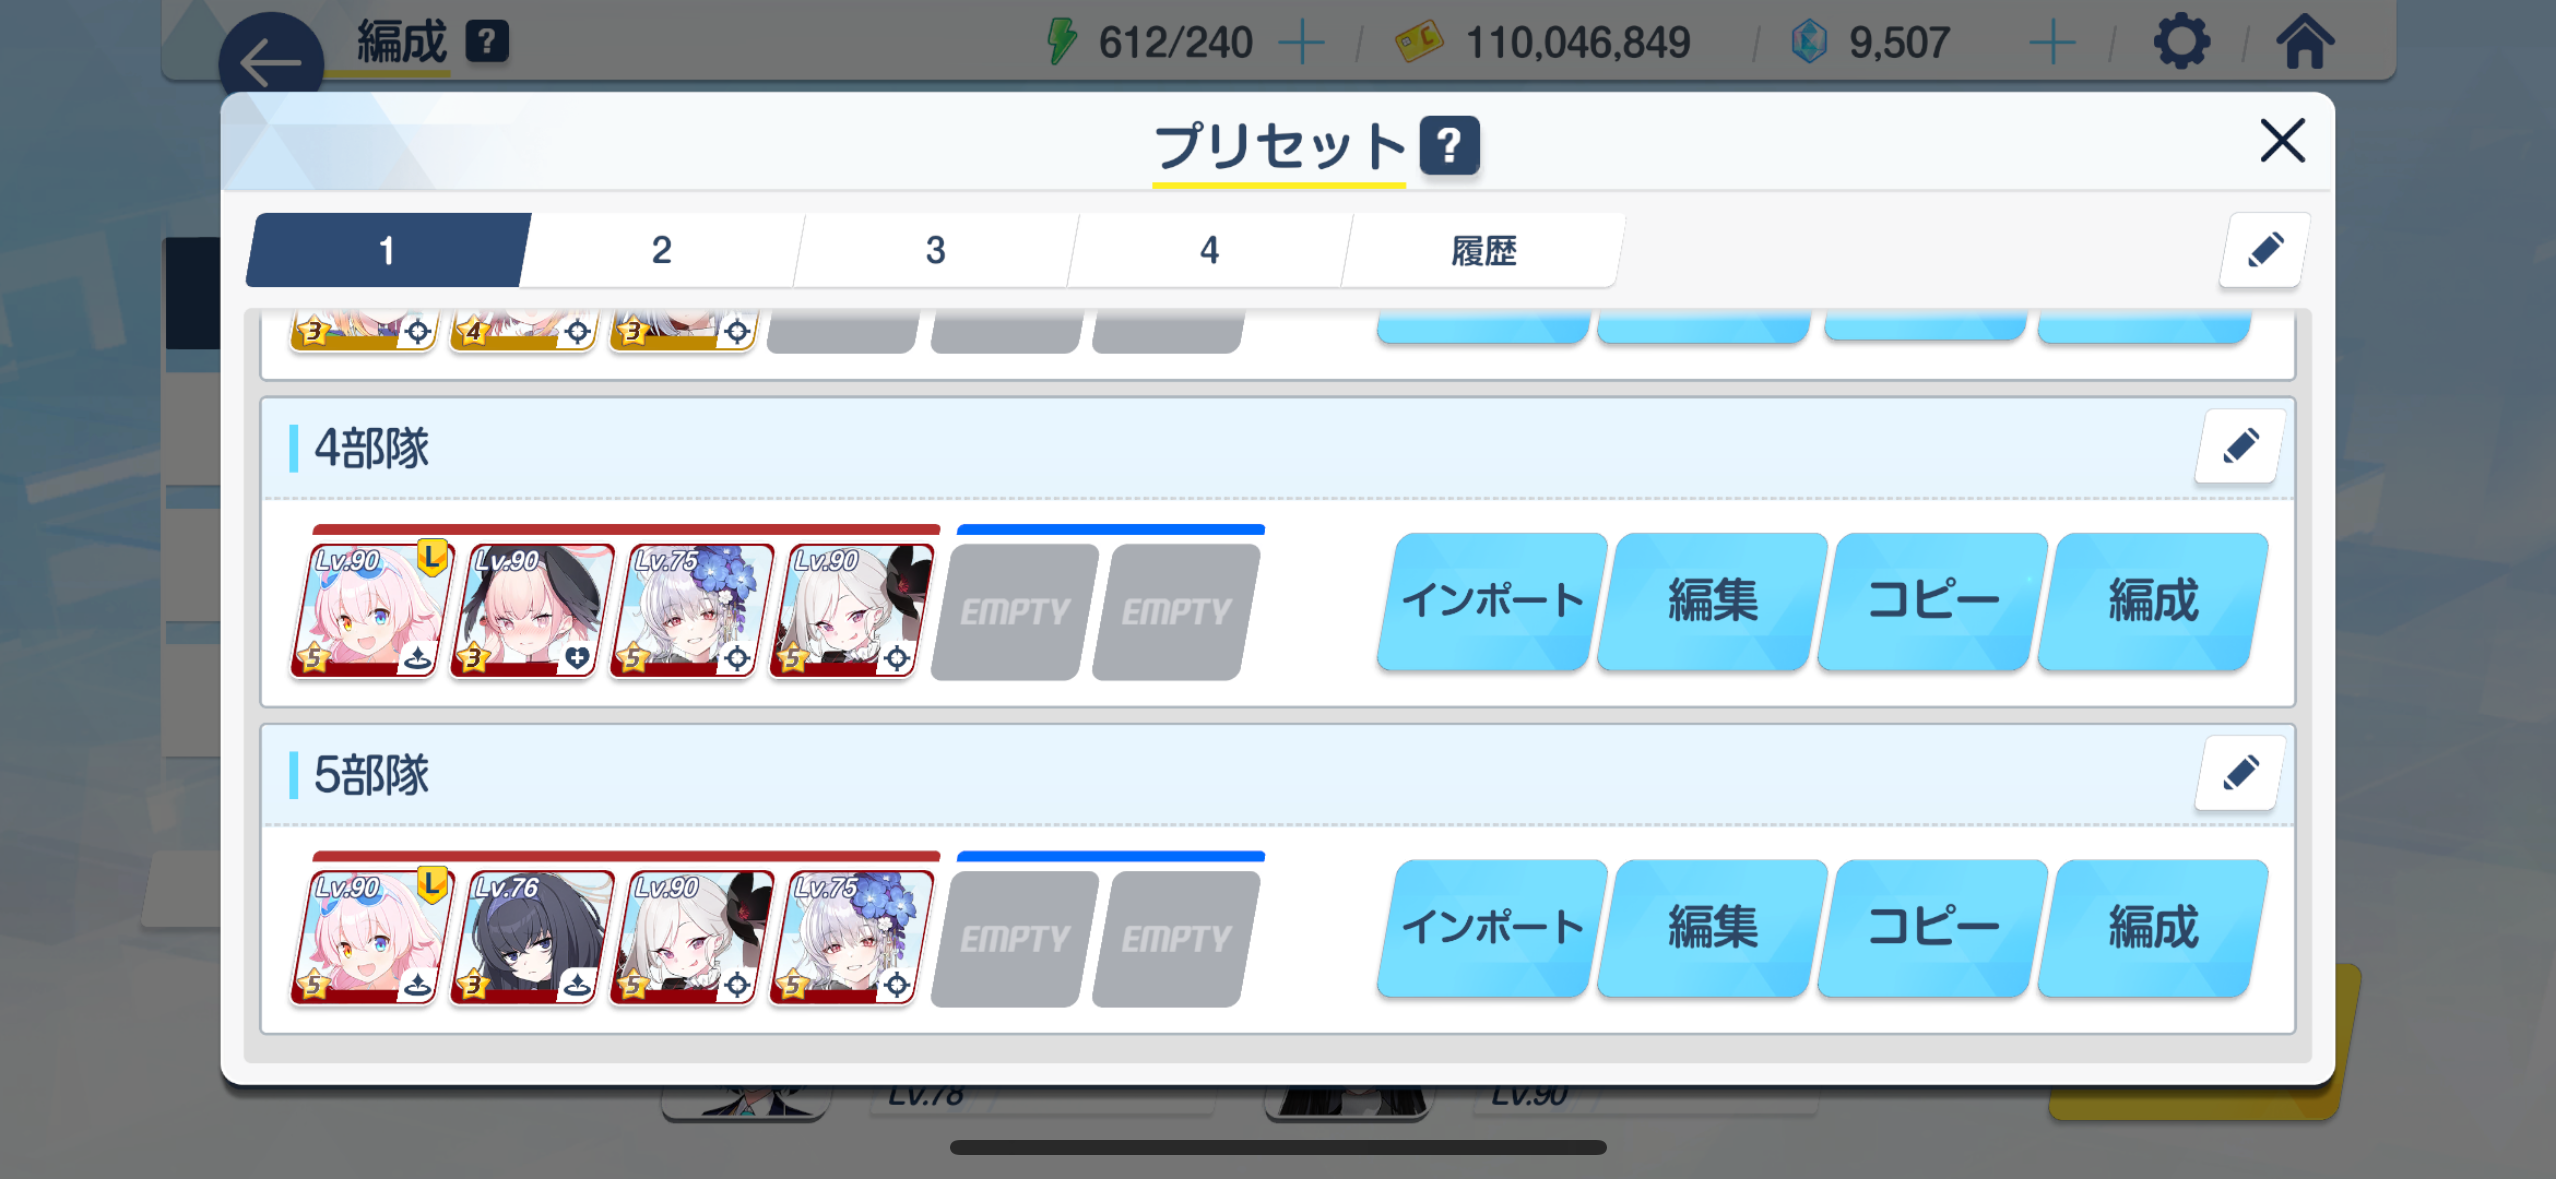 編成 ? 612/240 110,046,849 9,507
プリセット ?
1 2 3 4 履歴
3 4 3
4部隊
Lv.90 L Lv.90 Lv.75 Lv.90
EMPTY EMPTY
インポート 編集 コピー 編成
5 3 5 5
5部隊
Lv.90 L Lv.76 Lv.90 Lv.75
EMPTY EMPTY
インポート 編集 コピー 編成
5 3 5 5
Lv.78 Lv.90